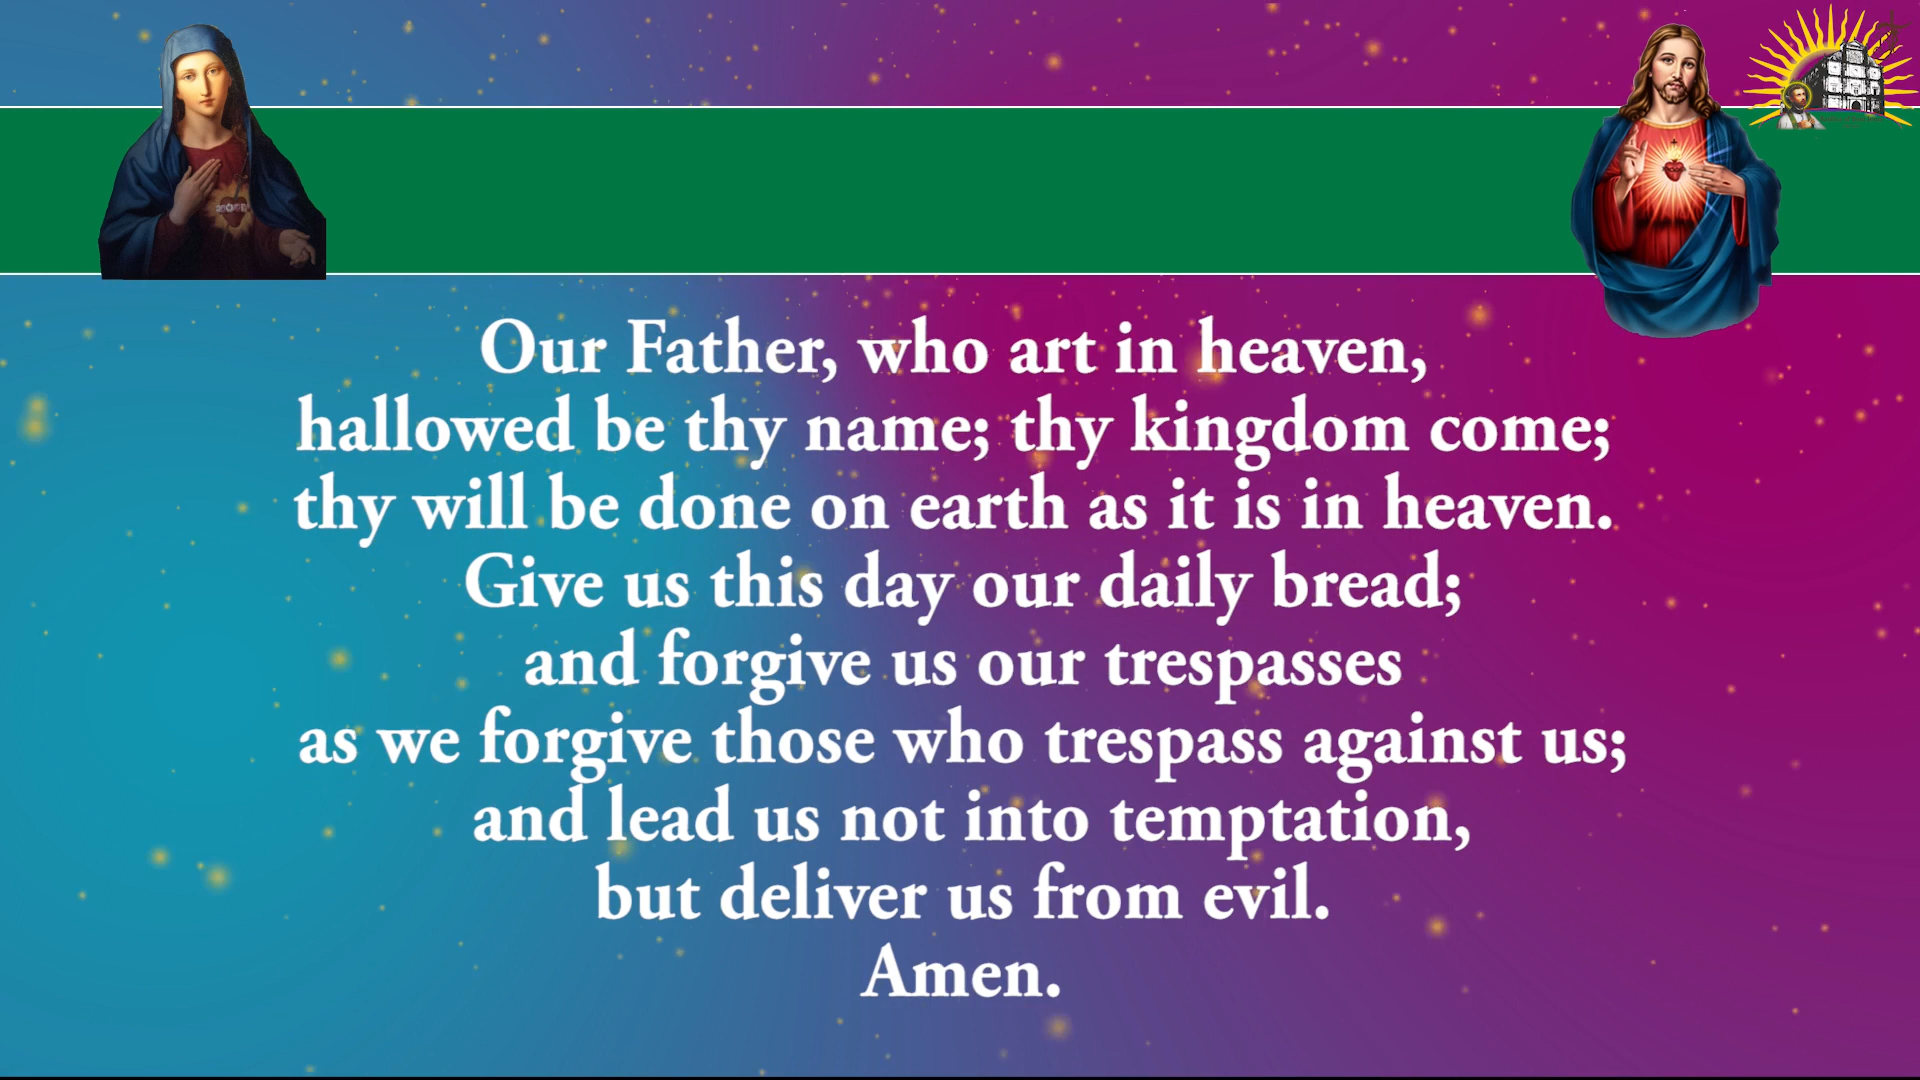 Our Father, who art in heaven,
hallowed be thy name; thy kingdom come;
thy will be done on earth as it is in heaven.
Give us this day our daily bread;
and forgive us our trespasses
as we forgive those who trespass against us;
and lead us not into temptation,
but deliver us from evil.
Amen.